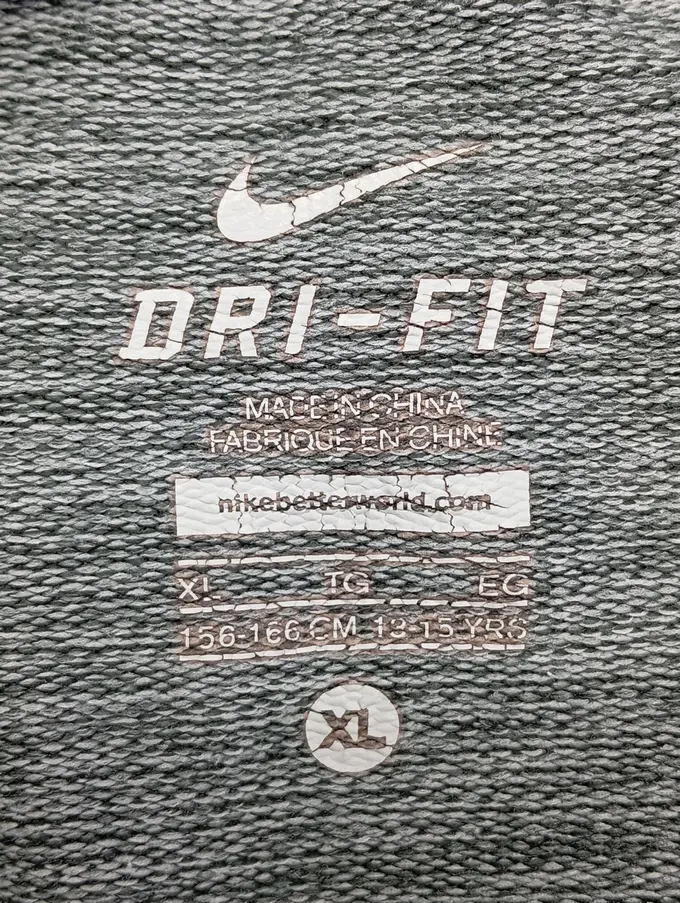 DRI-FIT
MADE IN CHINA
FABRIQUE EN CHINE
nikebetterworld.com
XL TG EG
156-166 CM 13-15 YRS
XL